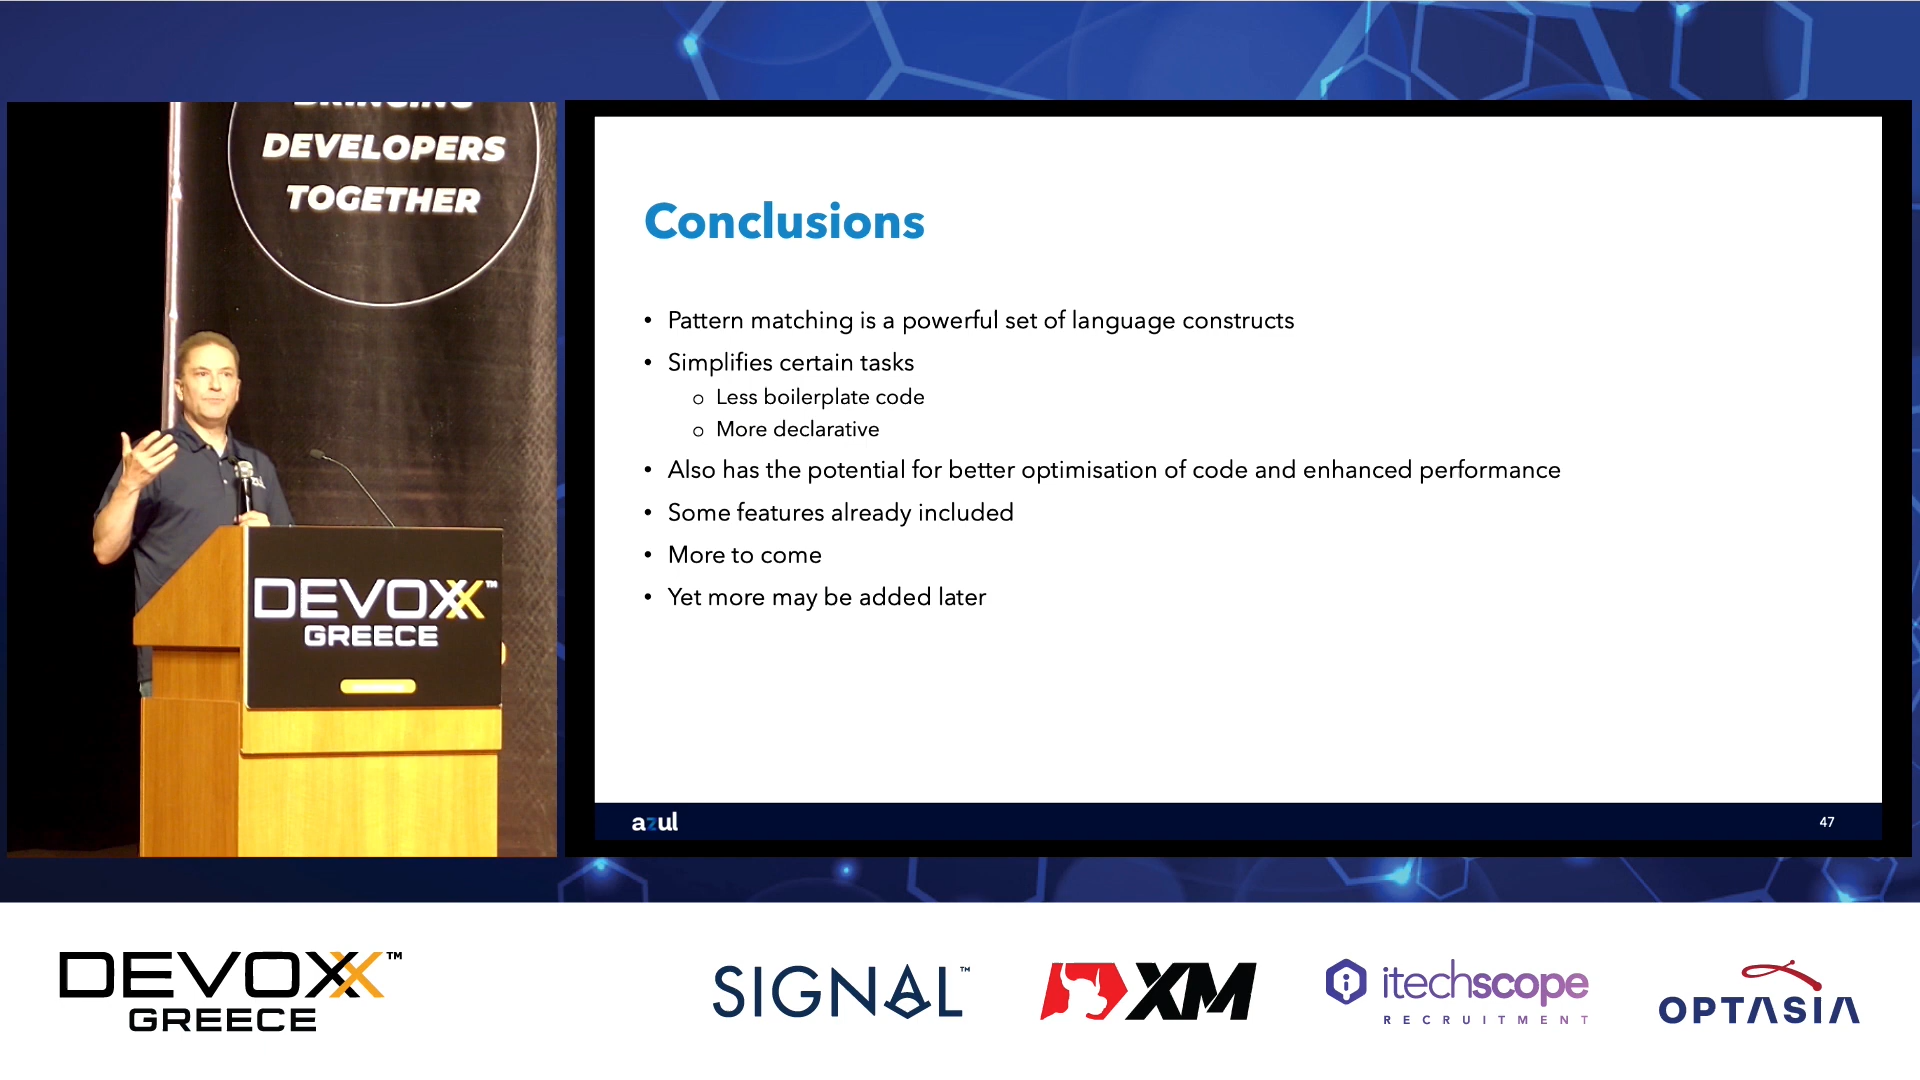 DEVELOPERS
TOGETHER
DEVOXX™
GREECE
Conclusions
• Pattern matching is a powerful set of language constructs
• Simplifies certain tasks
o Less boilerplate code
o More declarative
• Also has the potential for better optimisation of code and enhanced performance
• Some features already included
• More to come
• Yet more may be added later
azul
47
DEVOXX™
GREECE
SIGNAL™
XM
itechscope
RECRUITMENT
OPTASIA